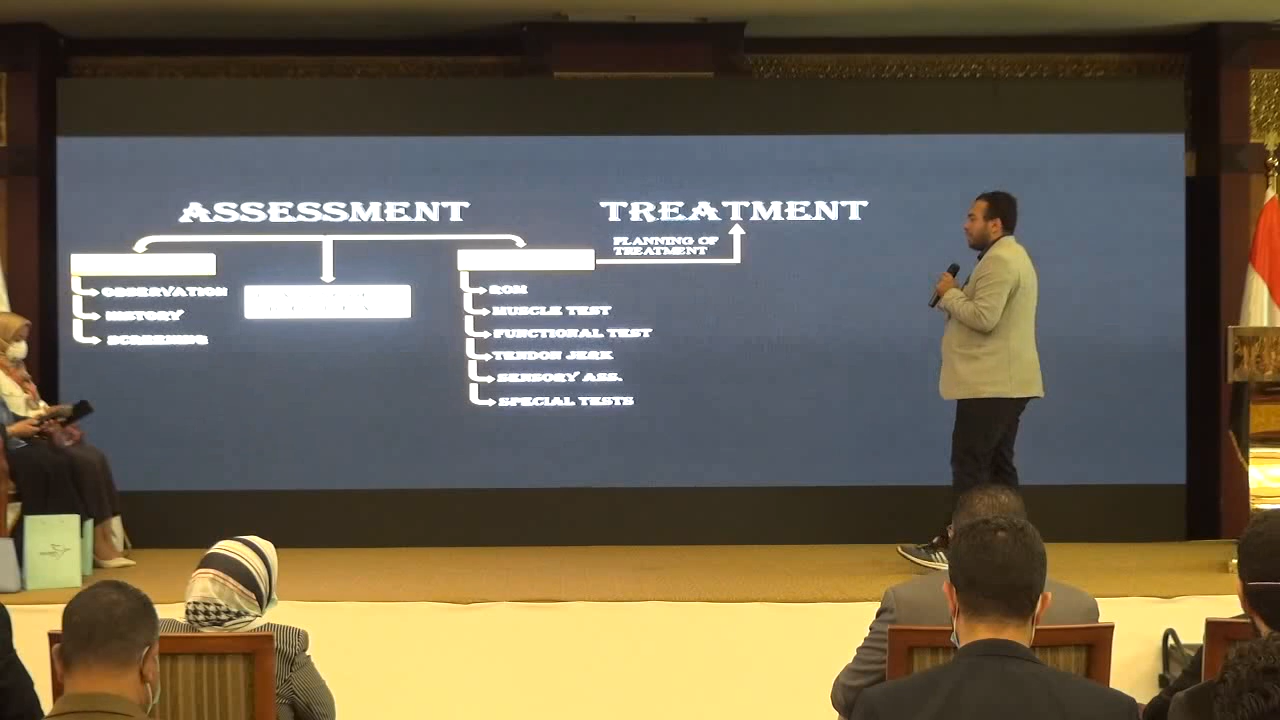 ASSESSMENT
OBSERVATION
HISTORY
SCREENING
ROM
MUSCLE TEST
FUNCTIONAL TEST
TENDON JERK
SENSORY ASS.
SPECIAL TESTS
TREATMENT
PLANNING OF
TREATMENT